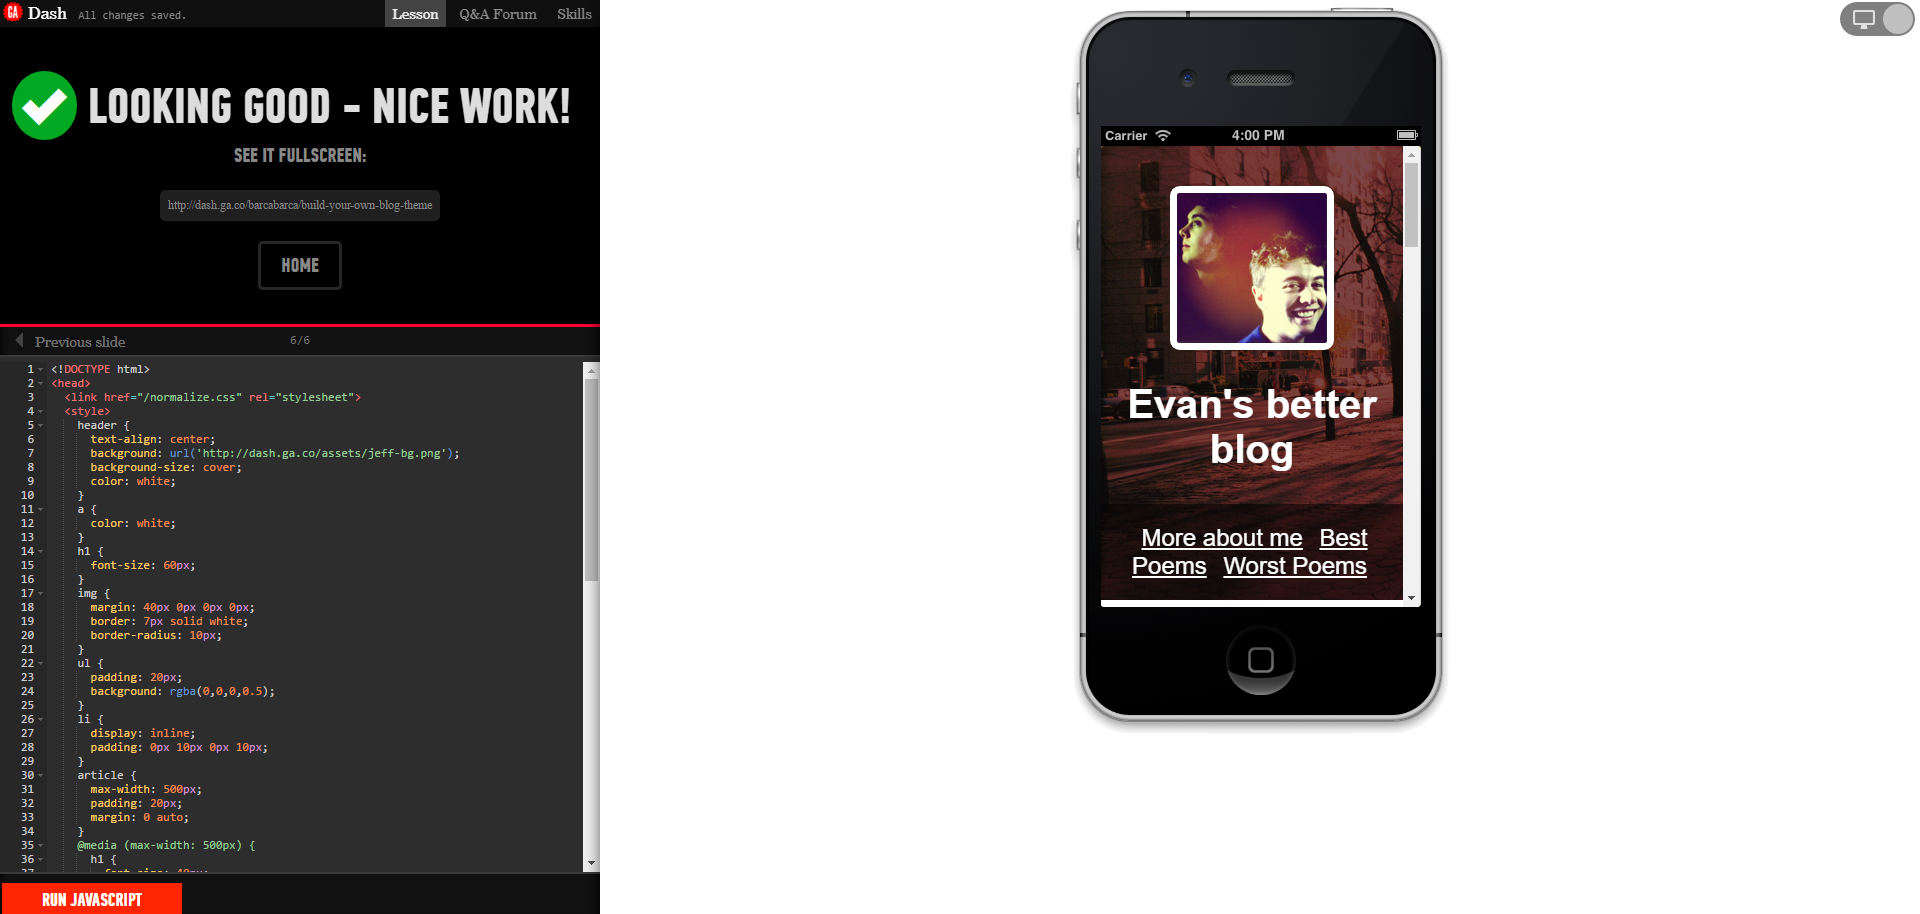 GA Dash All changes saved. Lesson Q&A Forum Skills
LOOKING GOOD - NICE WORK!
SEE IT FULLSCREEN:
http://dash.ga.co/barcabarca/build-your-own-blog-theme
HOME
Previous slide 6/6
1 <!DOCTYPE html>
2 <head>
3 <link href="/normalize.css" rel="stylesheet">
4 <style>
5 header {
6 text-align: center;
7 background: url('http://dash.ga.co/assets/jeff-bg.png');
8 background-size: cover;
9 color: white;
10 }
11 a {
12 color: white;
13 }
14 h1 {
15 font-size: 60px;
16 }
17 img {
18 margin: 40px 0px 0px 0px;
19 border: 7px solid white;
20 border-radius: 10px;
21 }
22 ul {
23 padding: 20px;
24 background: rgba(0,0,0,0.5);
25 }
26 li {
27 display: inline;
28 padding: 0px 10px 0px 10px;
29 }
30 article {
31 max-width: 500px;
32 padding: 20px;
33 margin: 0 auto;
34 }
35 @media (max-width: 500px) {
36 h1 {
RUN JAVASCRIPT
Carrier 4:00 PM
Evan's better
blog
More about me Best
Poems Worst Poems